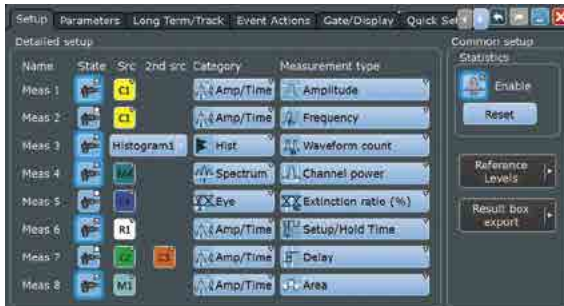 Setup Parameters Long Term/Track Event Actions Gate/Display Quick
Detailed setup Common setup
Name State Src 2nd src Category Measurement type Statistics
Meas 1 C1 Amp/Time Amplitude Enable
Meas 2 C1 Amp/Time Frequency Reset
Meas 3 Histogram1 Hist Waveform count
Meas 4 Spectrum Channel power Reference Levels
Meas 5 Eye Extinction ratio (%)
Meas 6 R1 Amp/Time Setup/Hold Time Result box export
Meas 7 C2 C3 Amp/Time Delay
Meas 8 M1 Amp/Time Area